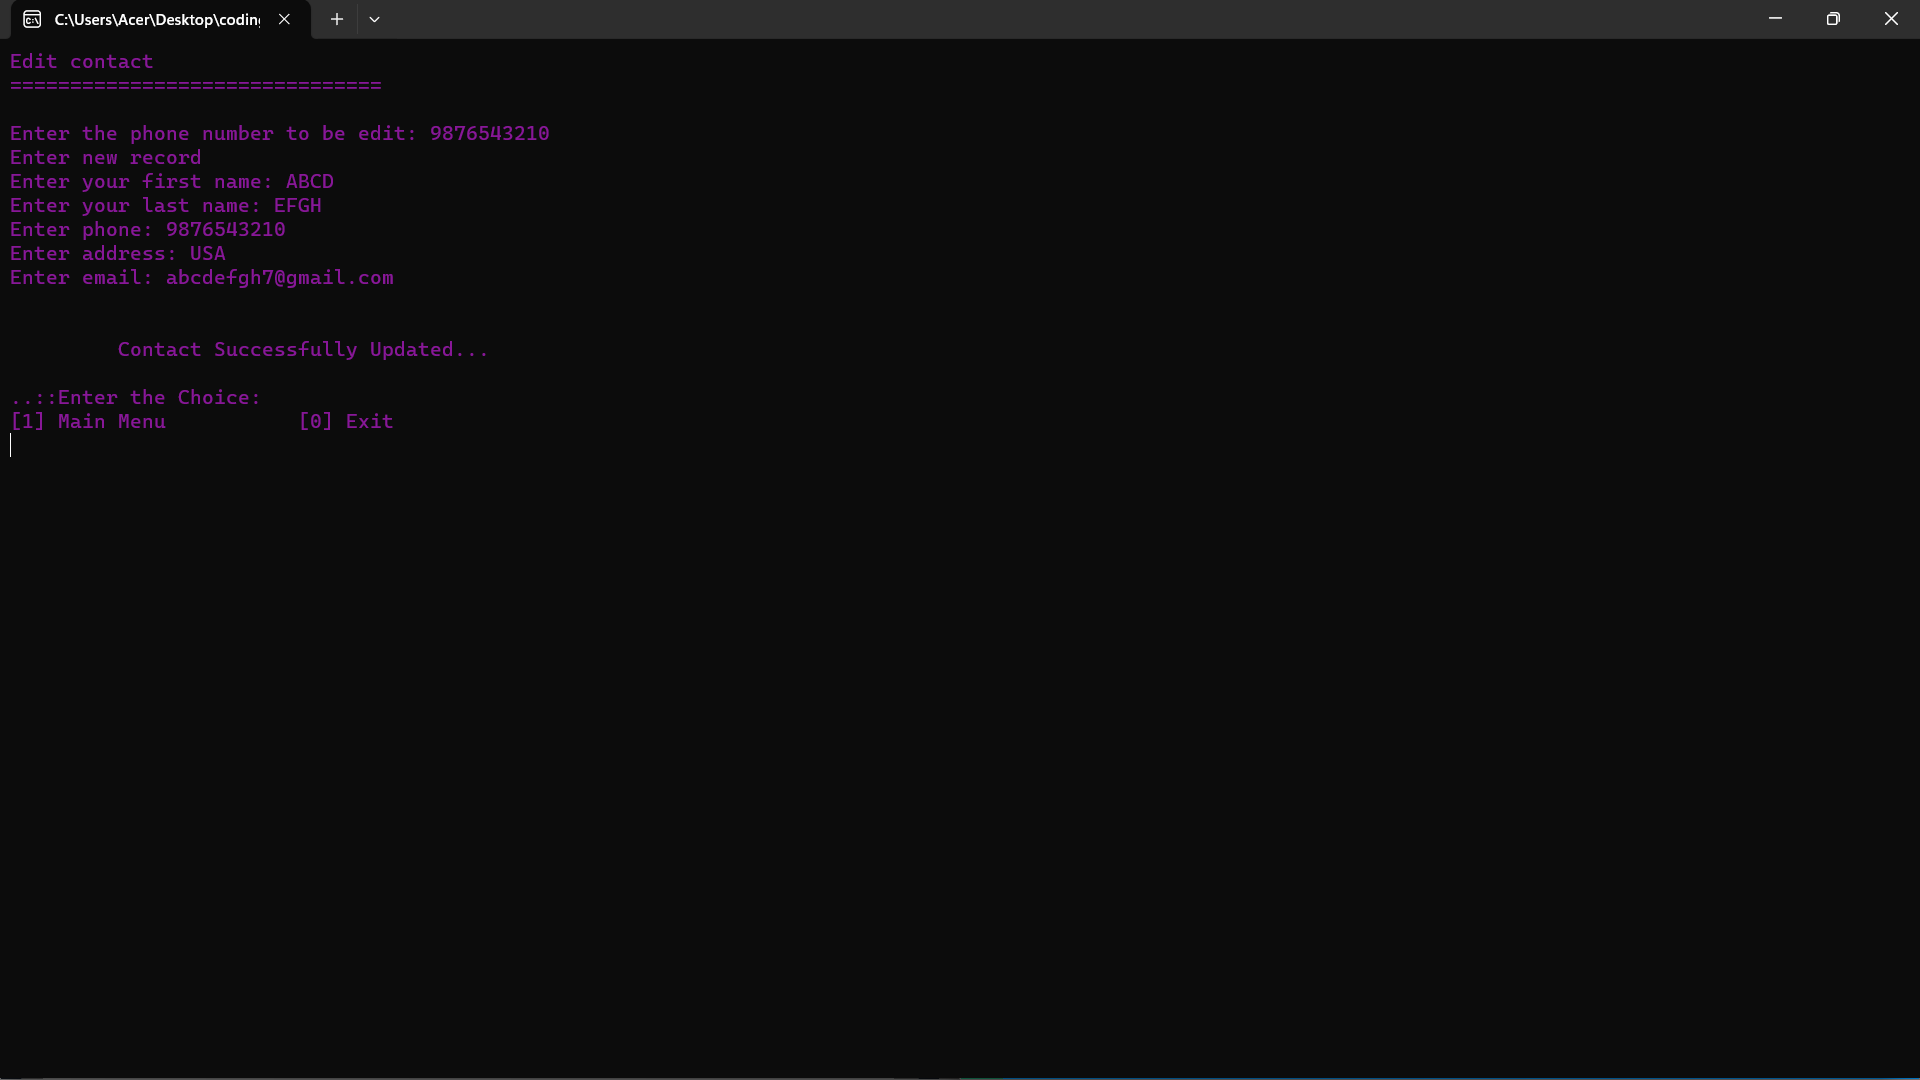 C:\Users\Acer\Desktop\coding
Edit contact
===============================
Enter the phone number to be edit: 9876543210
Enter new record
Enter your first name: ABCD
Enter your last name: EFGH
Enter phone: 9876543210
Enter address: USA
Enter email: abcdefgh7@gmail.com
Contact Successfully Updated...
..::Enter the Choice:
[1] Main Menu           [0] Exit